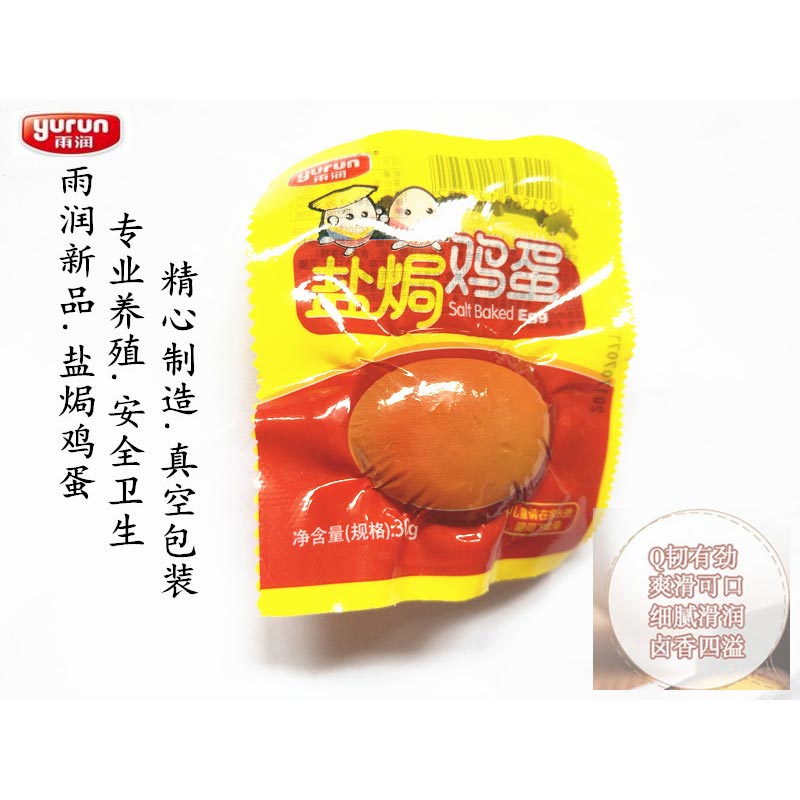 yurun
雨润
雨润新品.盐焗鸡蛋
专业养殖.安全卫生
精心制造.真空包装
yurun
雨润
盐焗鸡蛋
Salt Baked Egg
净含量(规格):31g
Q韧有劲
爽滑可口
细腻滑润
卤香四溢